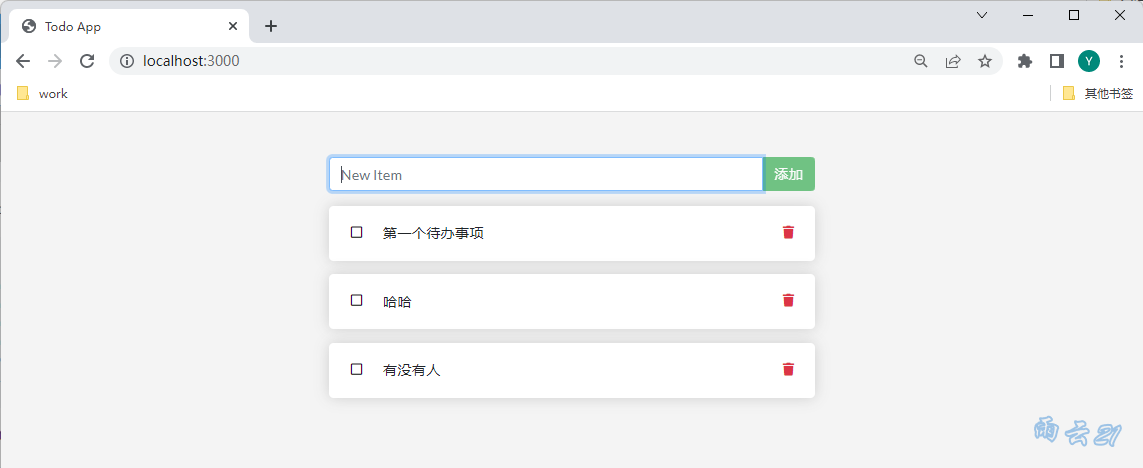 Todo App
localhost:3000
Y
work
其他书签
New Item
添加
第一个待办事项
哈哈
有没有人
雨云21